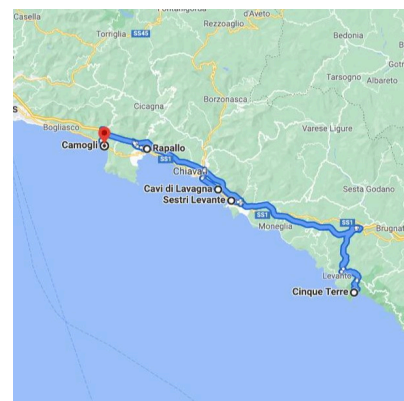 Casella
Fontanigorda
d'Aveto
Torriglia
SS45
Rezzoaglio
Bedonia
Tarsogno
Albareto
Cicagna
Borzonasca
Bogliasco
Camogli
Rapallo
Varese Ligure
SS1
Chiavari
Cavi di Lavagna
Sestri Levante
Sesta Godano
SS1
Moneglia
SS1
Brugnat
Levanto
Cinque Terre